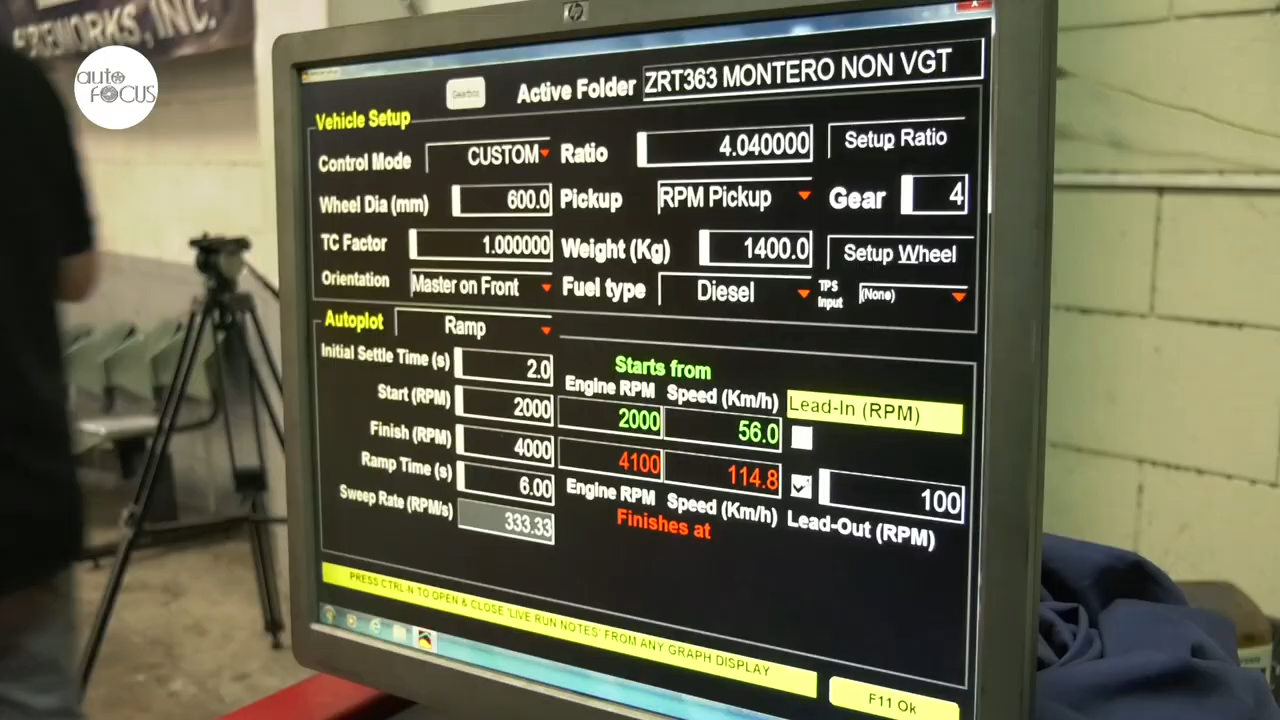 FIREWORKS, INC.
auto
FOCUS
hp
Gearbox
Active Folder ZRT363 MONTERO NON VGT
Vehicle Setup
Control Mode CUSTOM Ratio 4.040000 Setup Ratio
Wheel Dia (mm) 600.0 Pickup RPM Pickup Gear 4
TC Factor 1.000000 Weight (Kg) 1400.0 Setup Wheel
Orientation Master on Front Fuel type Diesel TPS Input (None)
Autoplot Ramp
Initial Settle Time (s) 2.0 Starts from
Engine RPM Speed (Km/h) Lead-In (RPM)
Start (RPM) 2000 2000 56.0
Finish (RPM) 4000 4100 114.8 100
Ramp Time (s) 6.00 Engine RPM Speed (Km/h) Lead-Out (RPM)
Sweep Rate (RPM/s) 333.33 Finishes at
PRESS CTRL-N TO OPEN & CLOSE 'LIVE RUN NOTES' FROM ANY GRAPH DISPLAY
F11 Ok